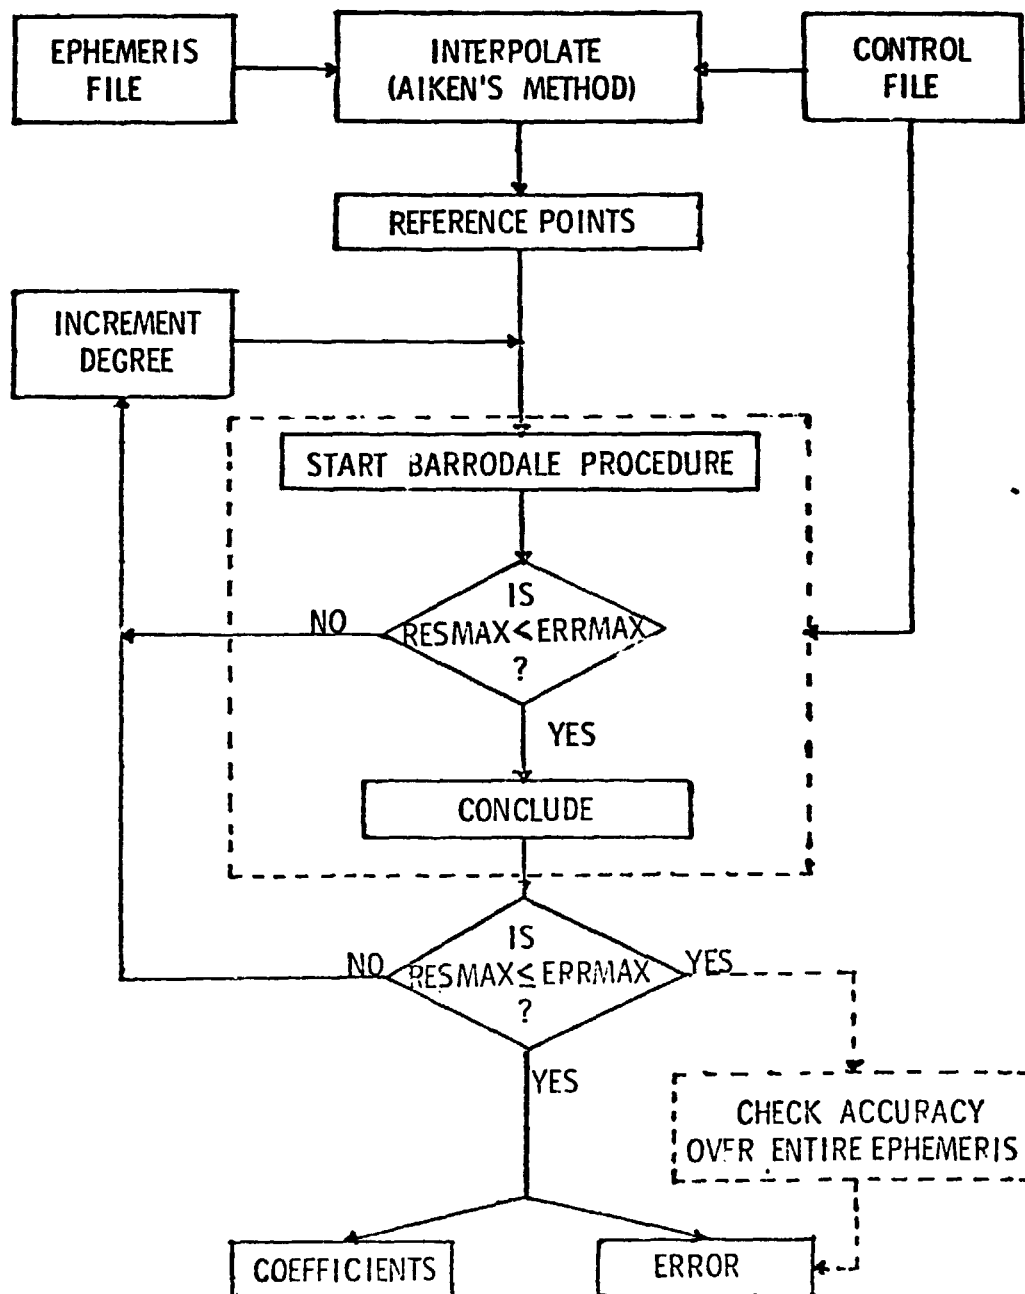 EPHEMERIS
FILE
INTERPOLATE
(AIKEN'S METHOD)
CONTROL
FILE
REFERENCE POINTS
INCREMENT
DEGREE
START BARRODALE PROCEDURE
IS
RESMAX<ERRMAX
?
NO
YES
CONCLUDE
IS
RESMAX≤ERRMAX
?
NO
YES
YES
CHECK ACCURACY
OVER ENTIRE EPHEMERIS
COEFFICIENTS
ERROR